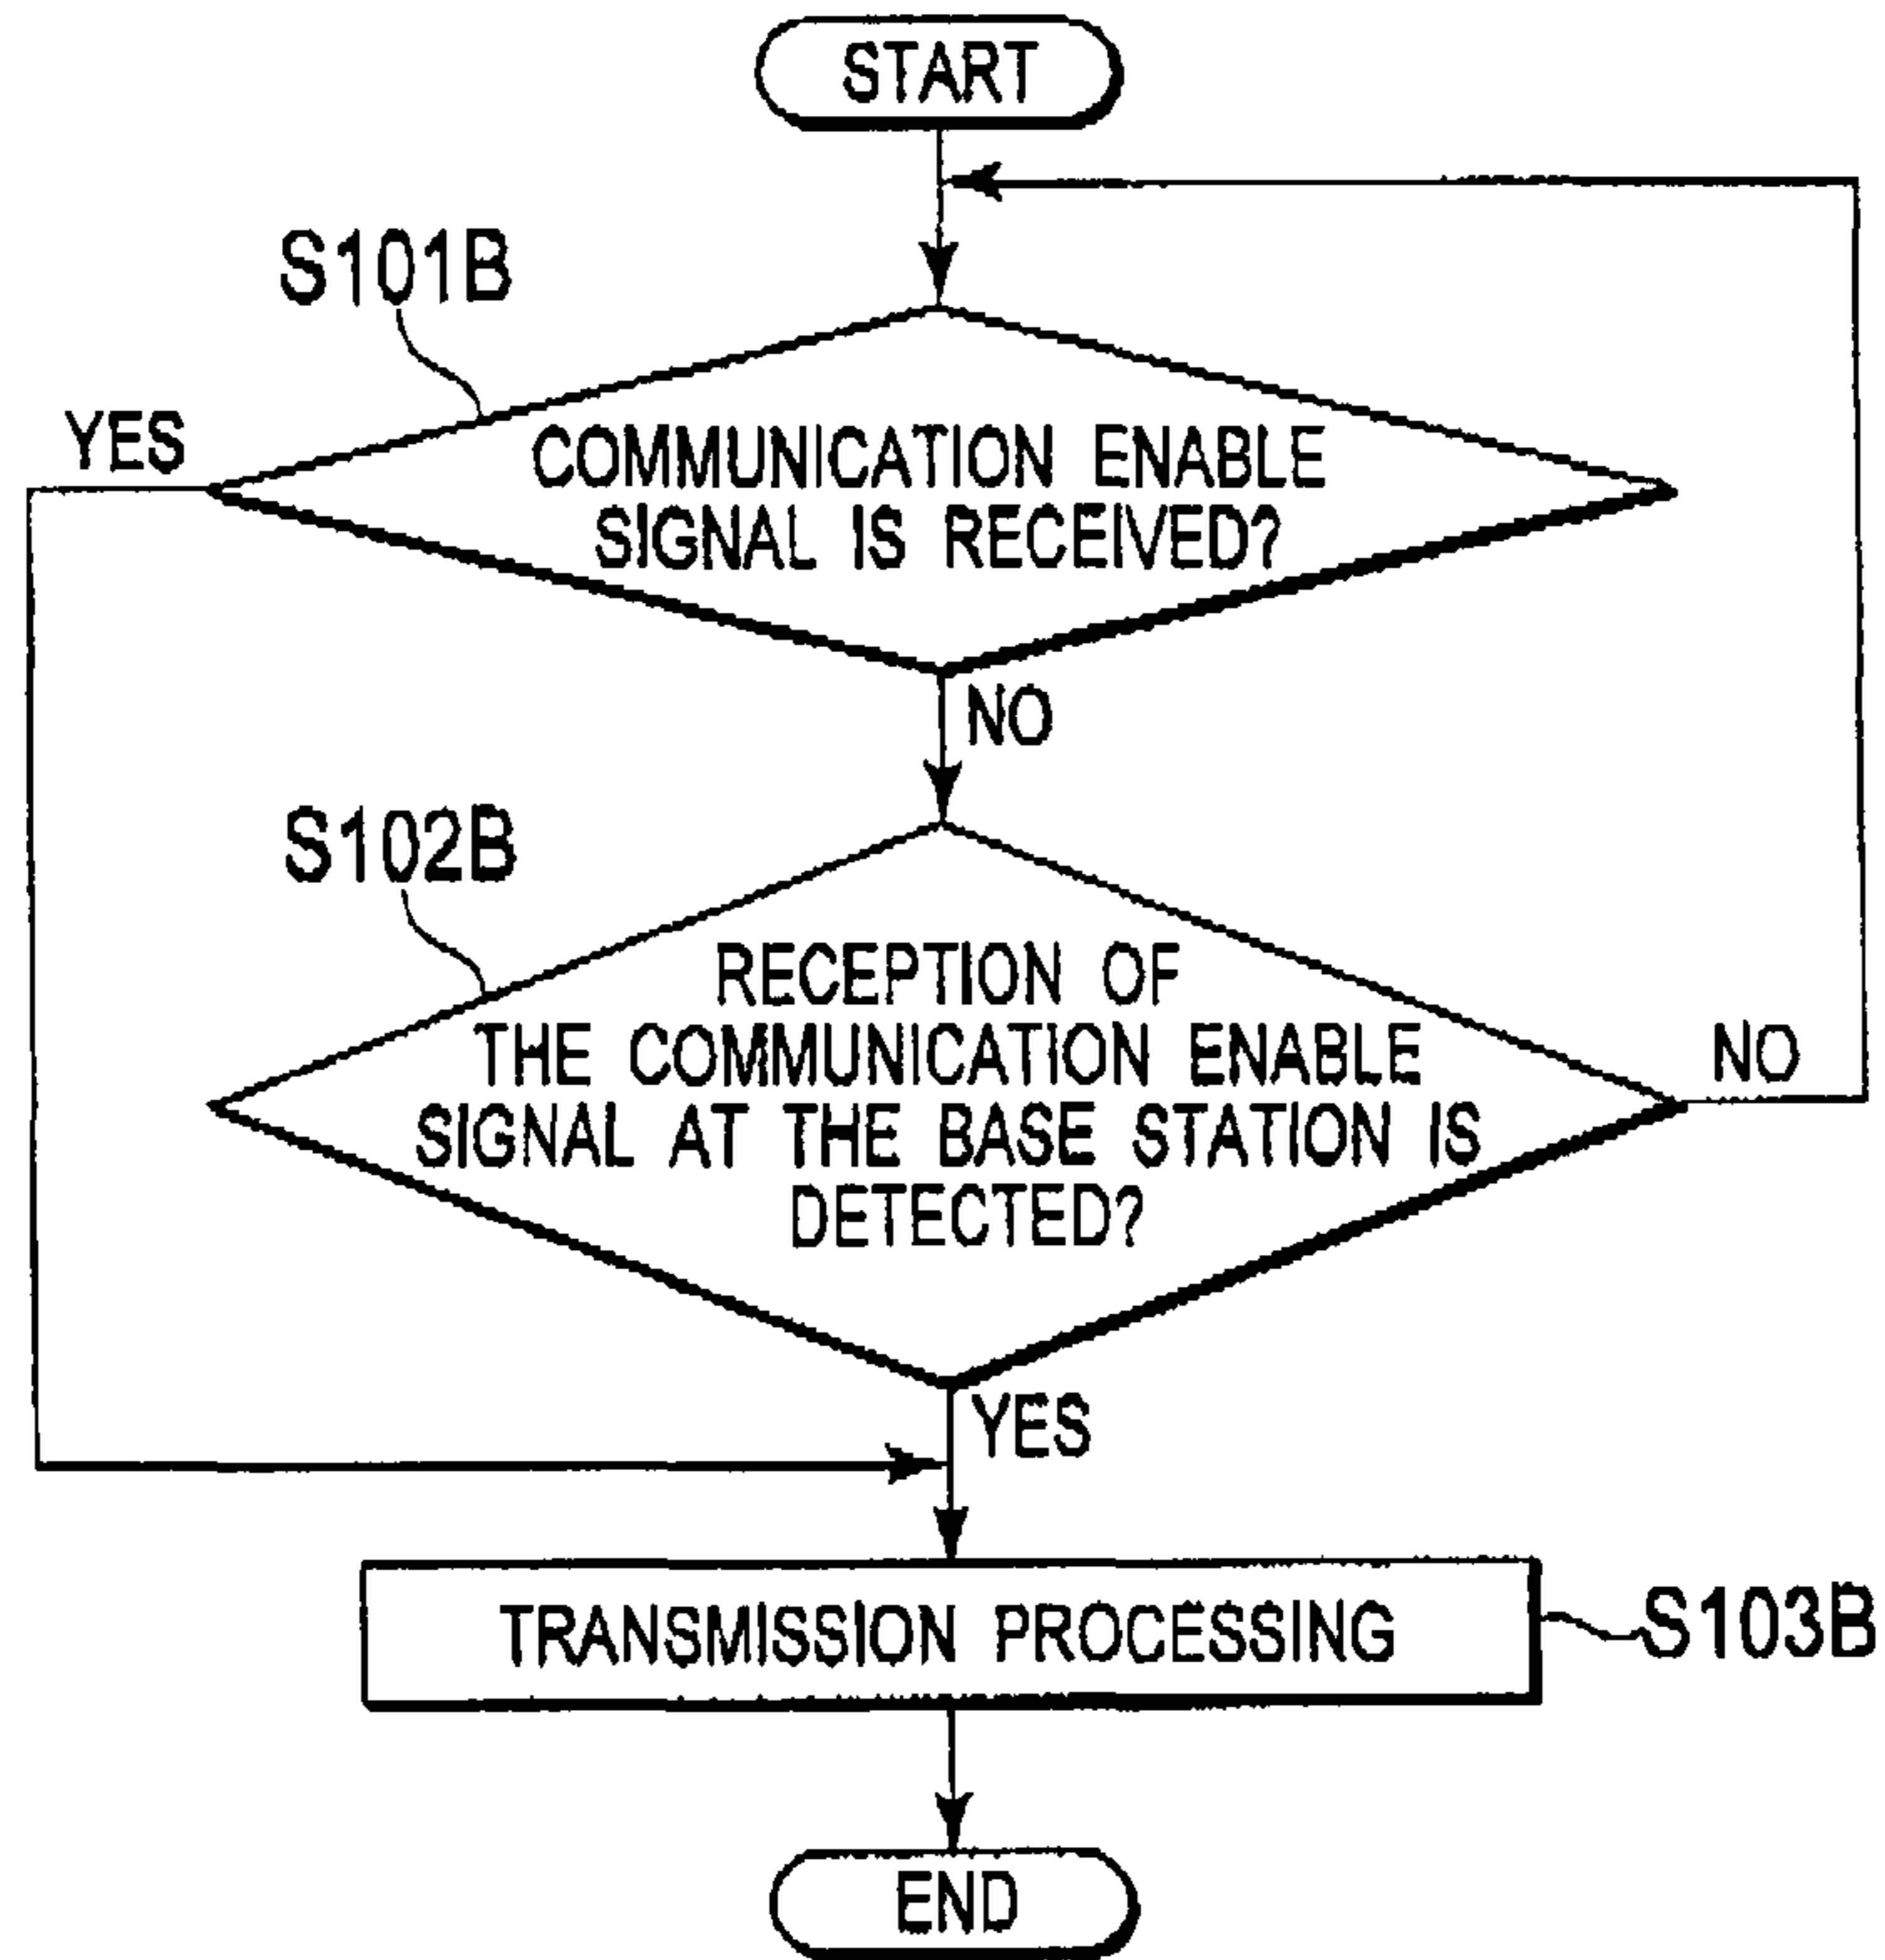 START
S101B
YES
COMMUNICATION ENABLE
SIGNAL IS RECEIVED?
NO
S102B
RECEPTION OF
THE COMMUNICATION ENABLE
SIGNAL AT THE BASE STATION IS
DETECTED?
NO
YES
TRANSMISSION PROCESSING
S103B
END